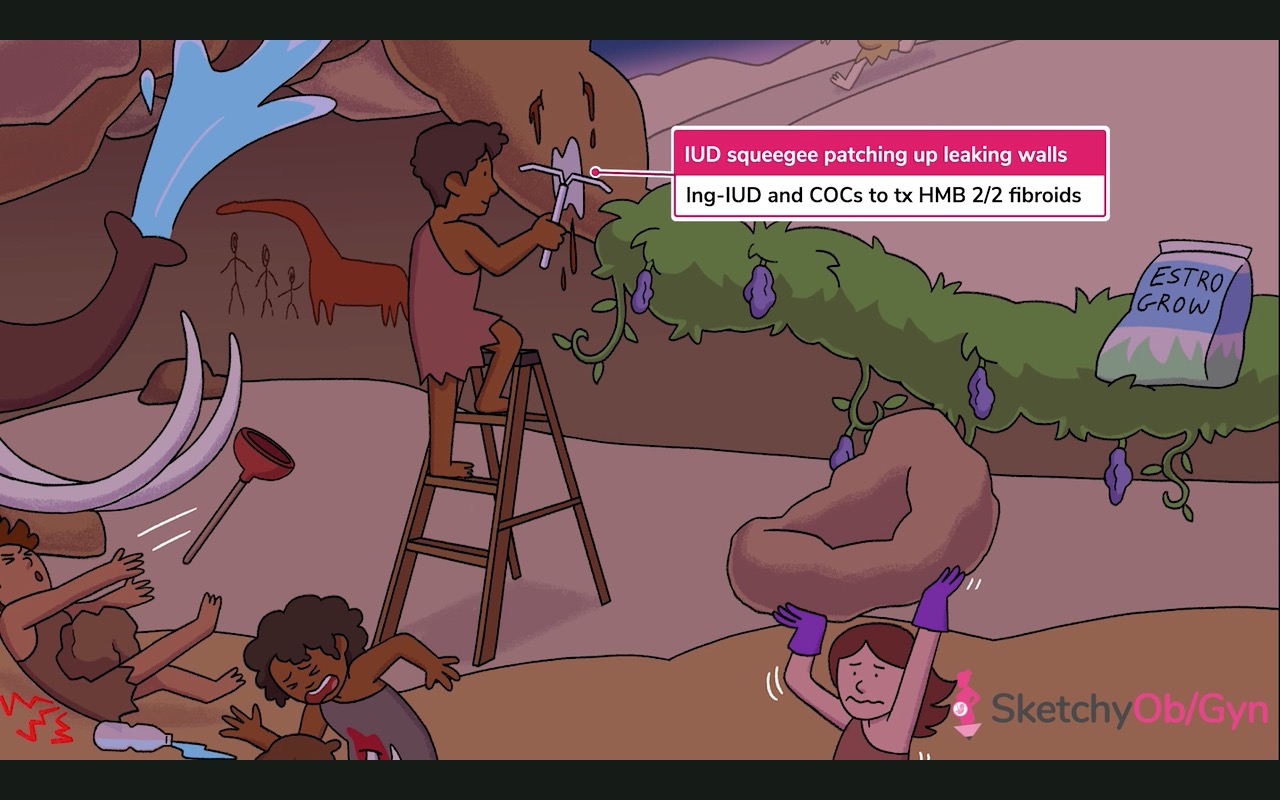 IUD squeegee patching up leaking walls
lng-IUD and COCs to tx HMB 2/2 fibroids
ESTRO
GROW
SketchyOb/Gyn